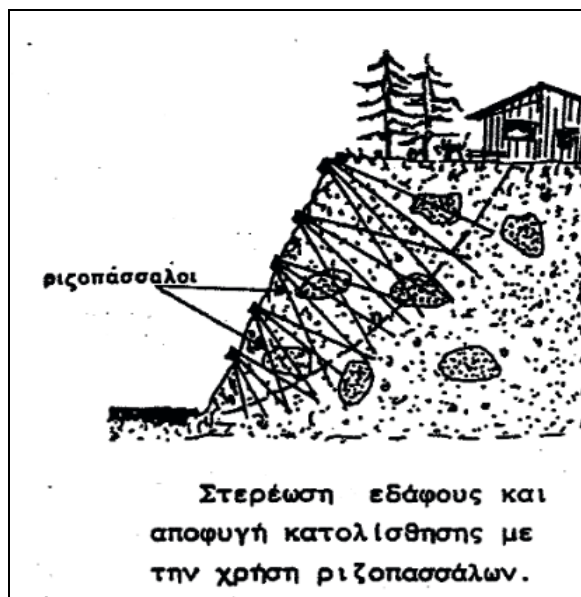 ριζοπάσσαλοι
Στερέωση εδάφους και
αποφυγή κατολίσθησης με
την χρήση ριζοπασσάλων.